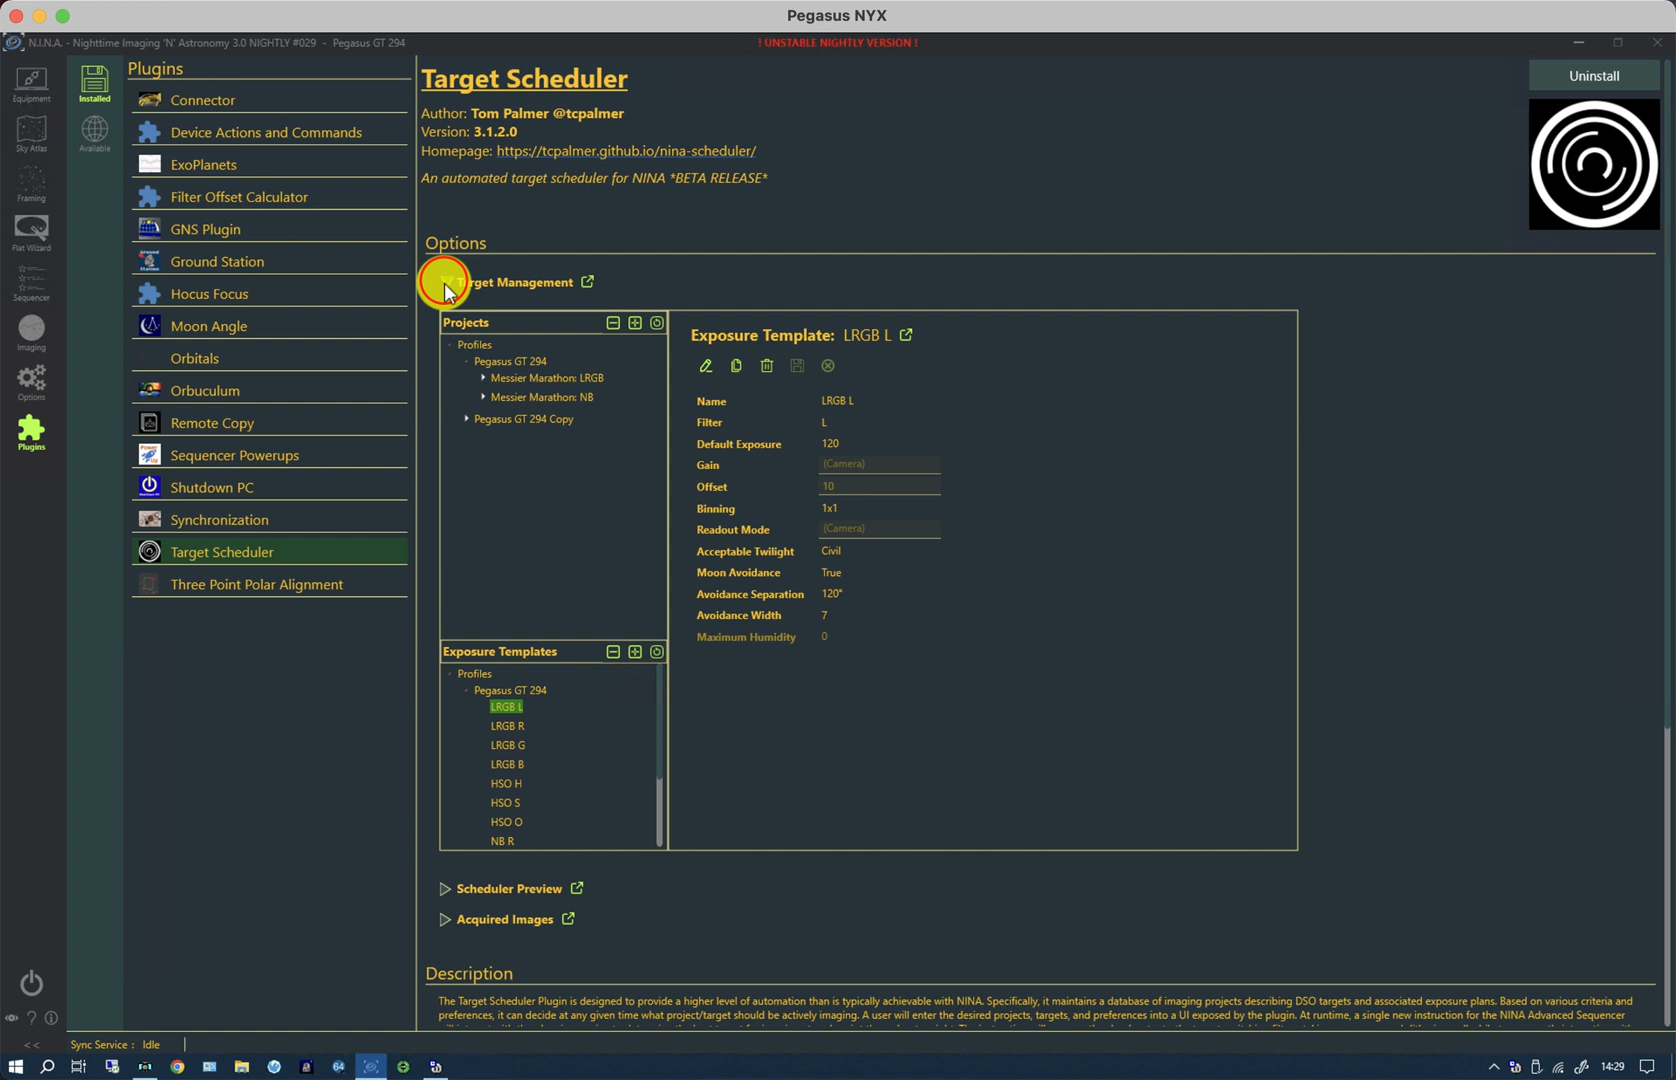 Pegasus NYX
N.I.N.A. - Nighttime Imaging 'N' Astronomy 3.0 NIGHTLY #029 - Pegasus GT 294
! UNSTABLE NIGHTLY VERSION !
Equipment
Sky Atlas
Framing
Flat Wizard
Sequencer
Imaging
Options
Plugins
<<
Installed
Available
Plugins
Connector
Device Actions and Commands
ExoPlanets
Filter Offset Calculator
GNS Plugin
Ground Station
Hocus Focus
Moon Angle
Orbitals
Orbuculum
Remote Copy
Sequencer Powerups
Shutdown PC
Synchronization
Target Scheduler
Three Point Polar Alignment
Target Scheduler
Uninstall
Author: Tom Palmer @tcpalmer
Version: 3.1.2.0
Homepage: https://tcpalmer.github.io/nina-scheduler/
An automated target scheduler for NINA *BETA RELEASE*
Options
Target Management
Projects
Profiles
Pegasus GT 294
Messier Marathon: LRGB
Messier Marathon: NB
Pegasus GT 294 Copy
Exposure Templates
Profiles
Pegasus GT 294
LRGB L
LRGB R
LRGB G
LRGB B
HSO H
HSO S
HSO O
NB R
Exposure Template: LRGB L
Name LRGB L
Filter L
Default Exposure 120
Gain (Camera)
Offset 10
Binning 1x1
Readout Mode (Camera)
Acceptable Twilight Civil
Moon Avoidance True
Avoidance Separation 120°
Avoidance Width 7
Maximum Humidity 0
Scheduler Preview
Acquired Images
Description
The Target Scheduler Plugin is designed to provide a higher level of automation than is typically achievable with NINA. Specifically, it maintains a database of imaging projects describing DSO targets and associated exposure plans. Based on various criteria and
preferences, it can decide at any given time what project/target should be actively imaging. A user will enter the desired projects, targets, and preferences into a UI exposed by the plugin. At runtime, a single new instruction for the NINA Advanced Sequencer
Sync Service : Idle
14:29